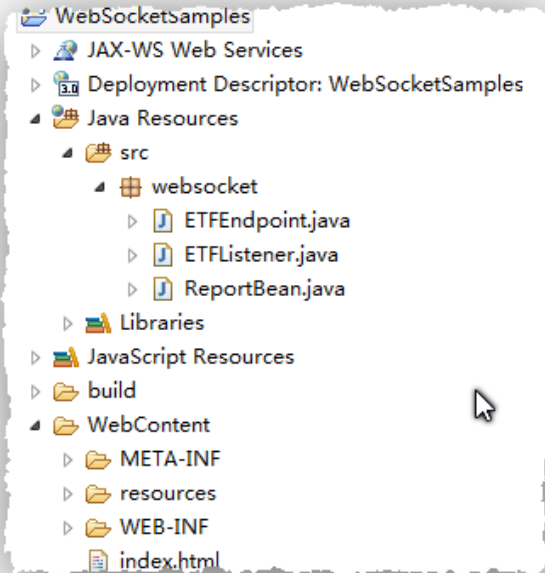 WebSocketSamples
JAX-WS Web Services
3.0 Deployment Descriptor: WebSocketSamples
Java Resources
src
websocket
J ETFEndpoint.java
J ETFListener.java
J ReportBean.java
Libraries
JavaScript Resources
build
WebContent
META-INF
resources
WEB-INF
index.html